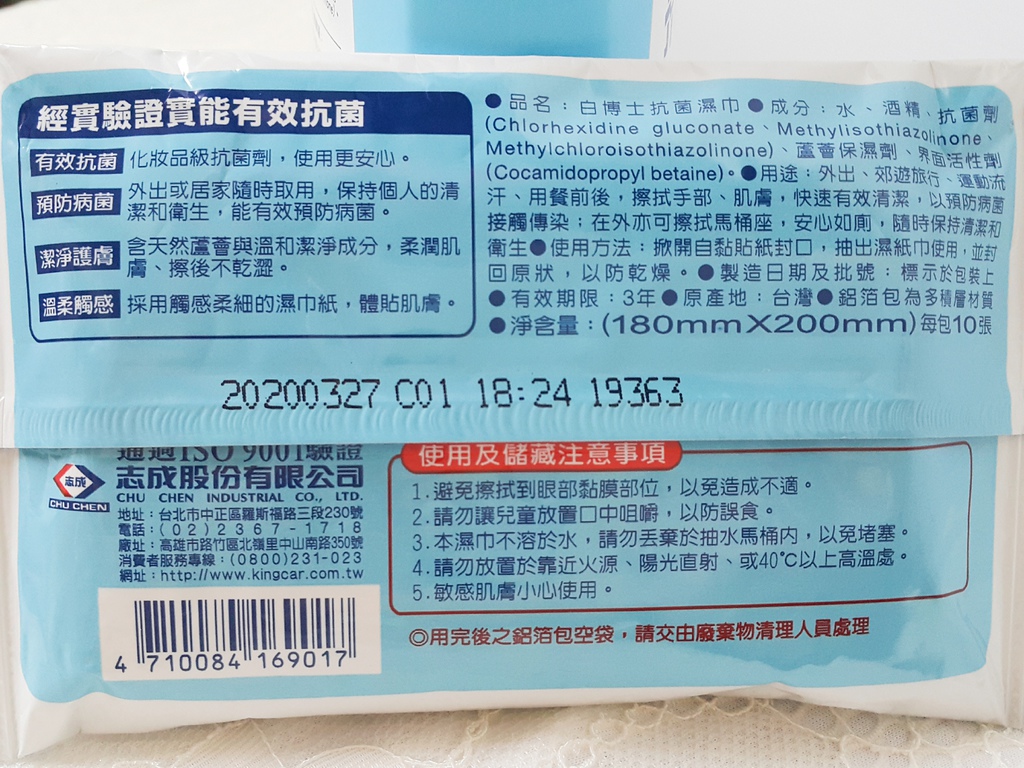 經實驗證實能有效抗菌
有效抗菌 化妝品級抗菌劑，使用更安心。
預防病菌 外出或居家隨時取用，保持個人的清
潔和衛生，能有效預防病菌。
潔淨護膚 含天然蘆薈與溫和潔淨成分，柔潤肌
膚、擦後不乾澀。
溫柔觸感 採用觸感柔細的濕巾紙，體貼肌膚。
●品名：白博士抗菌濕巾●成分：水、酒精、抗菌劑
(Chlorhexidine gluconate、Methylisothiazolinone、
Methylchloroisothiazolinone)、蘆薈保濕劑、界面活性劑
(Cocamidopropyl betaine)。●用途：外出、郊遊旅行、運動流
汗、用餐前後，擦拭手部、肌膚，快速有效清潔，以預防病菌
接觸傳染；在外亦可擦拭馬桶座，安心如廁，隨時保持清潔和
衛生●使用方法：掀開自黏貼紙封口，抽出濕紙巾使用，並封
回原狀，以防乾燥。●製造日期及批號：標示於包裝上
●有效期限：3年●原產地：台灣●鋁箔包為多積層材質
●淨含量：(180mmX200mm)每包10張
20200327 C01 18:24 19363
通過ISO 9001驗證
志成
CHU CHEN
志成股份有限公司
CHU CHEN INDUSTRIAL CO., LTD.
地址：台北市中正區羅斯福路三段230號
電話：(02)2367-1718
廠址：高雄市路竹區北嶺里中山南路350號
消費者服務專線：(0800)231-023
網址：http://www.kingcar.com.tw
4 710084 169017
使用及儲藏注意事項
1.避免擦拭到眼部黏膜部位，以免造成不適。
2.請勿讓兒童放置口中咀嚼，以防誤食。
3.本濕巾不溶於水，請勿丟棄於抽水馬桶內，以免堵塞。
4.請勿放置於靠近火源、陽光直射、或40℃以上高溫處。
5.敏感肌膚小心使用。
◎用完後之鋁箔包空袋，請交由廢棄物清理人員處理